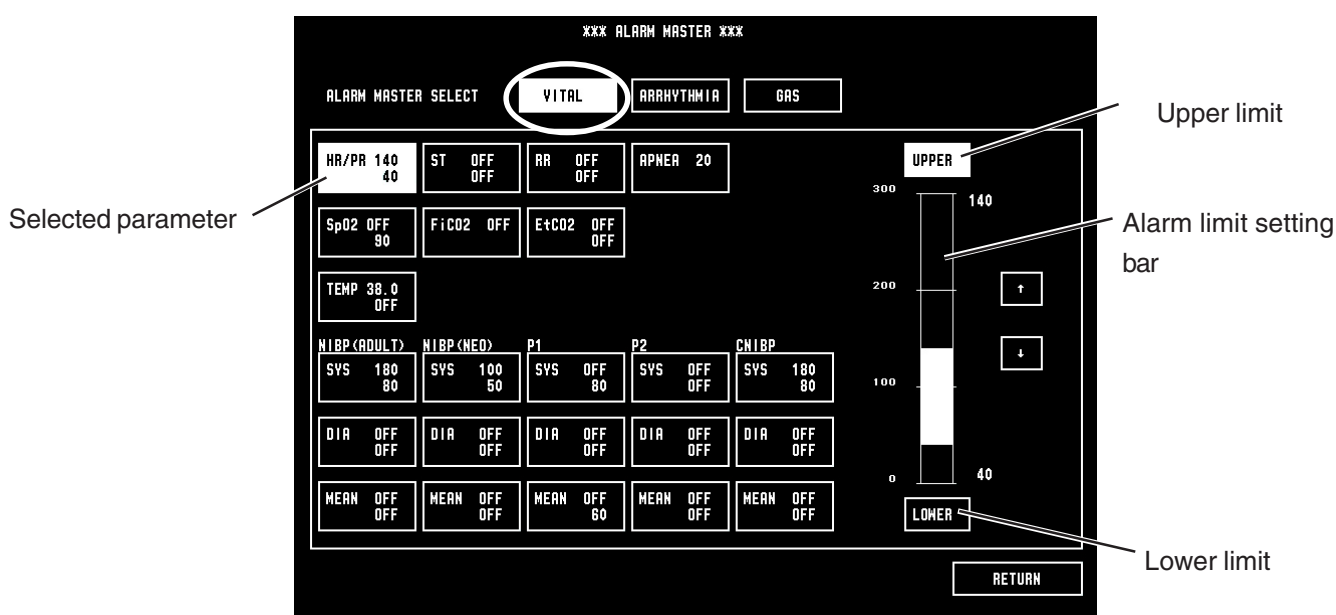 *** ALARM MASTER ***
ALARM MASTER SELECT VITAL ARRHYTHMIA GAS
Upper limit
HR/PR 140 ST OFF RR OFF APNEA 20 UPPER
40 OFF OFF
300 140
Selected parameter
SpO2 OFF FiCO2 OFF EtCO2 OFF
90 OFF
Alarm limit setting
bar
TEMP 38.0 200 ↑
OFF
NIBP(ADULT) NIBP(NEO) P1 P2 CNIBP
↓
SYS 180 SYS 100 SYS OFF SYS OFF SYS 180
80 50 80 OFF 80
100
DIA OFF DIA OFF DIA OFF DIA OFF DIA OFF
OFF OFF OFF OFF OFF
0 40
MEAN OFF MEAN OFF MEAN OFF MEAN OFF MEAN OFF
OFF OFF 60 OFF OFF
LOWER
Lower limit
RETURN